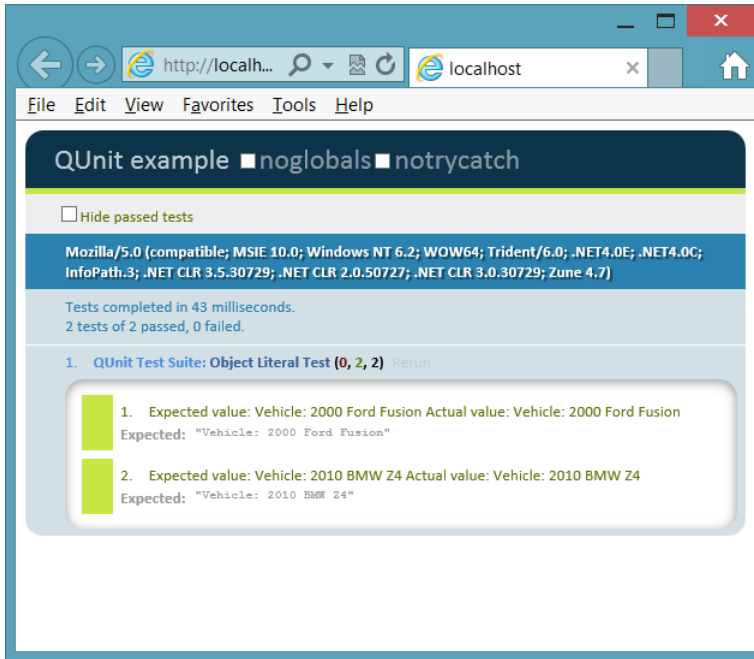 http://localh...
localhost
File Edit View Favorites Tools Help
QUnit example noglobals notrycatch
Hide passed tests
Mozilla/5.0 (compatible; MSIE 10.0; Windows NT 6.2; WOW64; Trident/6.0; .NET4.0E; .NET4.0C;
InfoPath.3; .NET CLR 3.5.30729; .NET CLR 2.0.50727; .NET CLR 3.0.30729; Zune 4.7)
Tests completed in 43 milliseconds.
2 tests of 2 passed, 0 failed.
1. QUnit Test Suite: Object Literal Test (0, 2, 2) Rerun
1. Expected value: Vehicle: 2000 Ford Fusion Actual value: Vehicle: 2000 Ford Fusion
Expected: "Vehicle: 2000 Ford Fusion"
2. Expected value: Vehicle: 2010 BMW Z4 Actual value: Vehicle: 2010 BMW Z4
Expected: "Vehicle: 2010 BMW Z4"